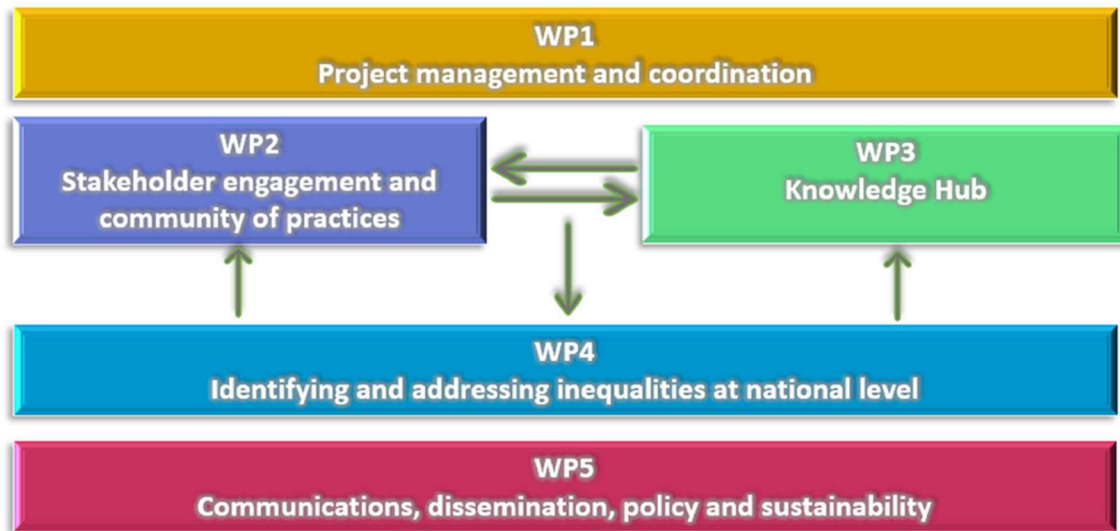 WP1
Project management and coordination
WP2
Stakeholder engagement and
community of practices
WP3
Knowledge Hub
WP4
Identifying and addressing inequalities at national level
WP5
Communications, dissemination, policy and sustainability